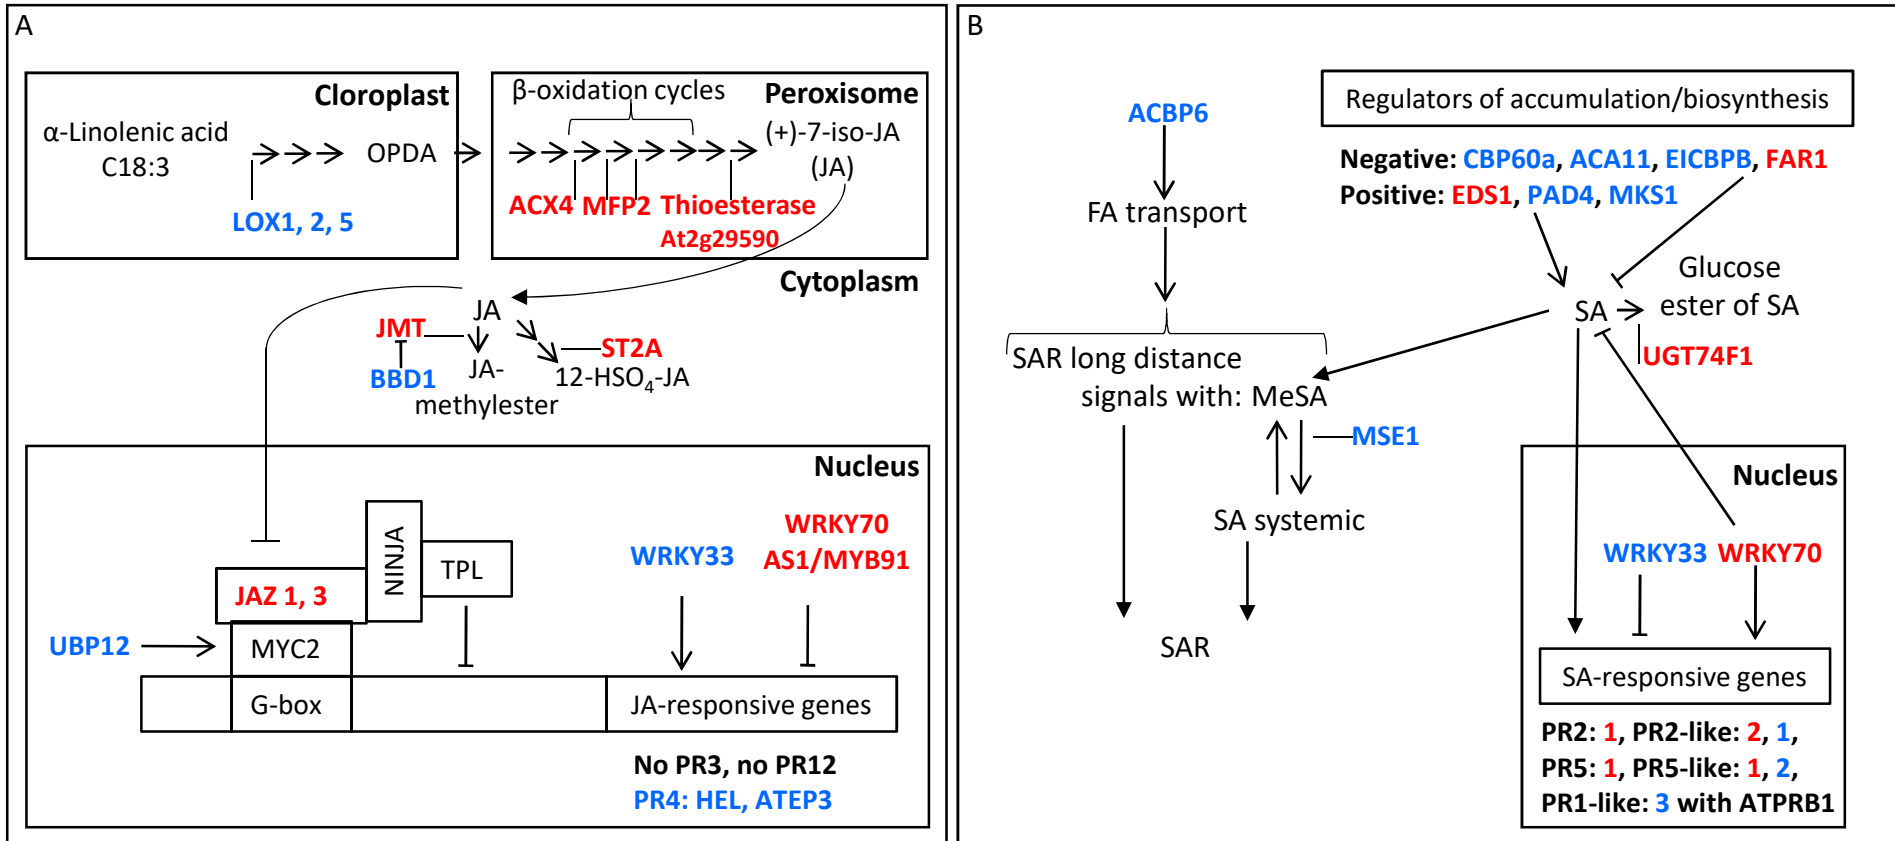 A
Cloroplast
α-Linolenic acid
C18:3
OPDA
LOX1, 2, 5
β-oxidation cycles
Peroxisome
(+)-7-iso-JA
(JA)
ACX4
MFP2
Thioesterase
At2g29590
Cytoplasm
JA
JMT
BBD1
JA-
methylester
ST2A
12-HSO₄-JA
Nucleus
NINJA
TPL
JAZ 1, 3
UBP12
MYC2
G-box
WRKY33
WRKY70
AS1/MYB91
JA-responsive genes
No PR3, no PR12
PR4: HEL, ATEP3
B
ACBP6
FA transport
SAR long distance
signals with: MeSA
MSE1
SA systemic
SAR
Regulators of accumulation/biosynthesis
Negative: CBP60a, ACA11, EICBPB, FAR1
Positive: EDS1, PAD4, MKS1
SA
Glucose
ester of SA
UGT74F1
Nucleus
WRKY33 WRKY70
SA-responsive genes
PR2: 1, PR2-like: 2, 1,
PR5: 1, PR5-like: 1, 2,
PR1-like: 3 with ATPRB1